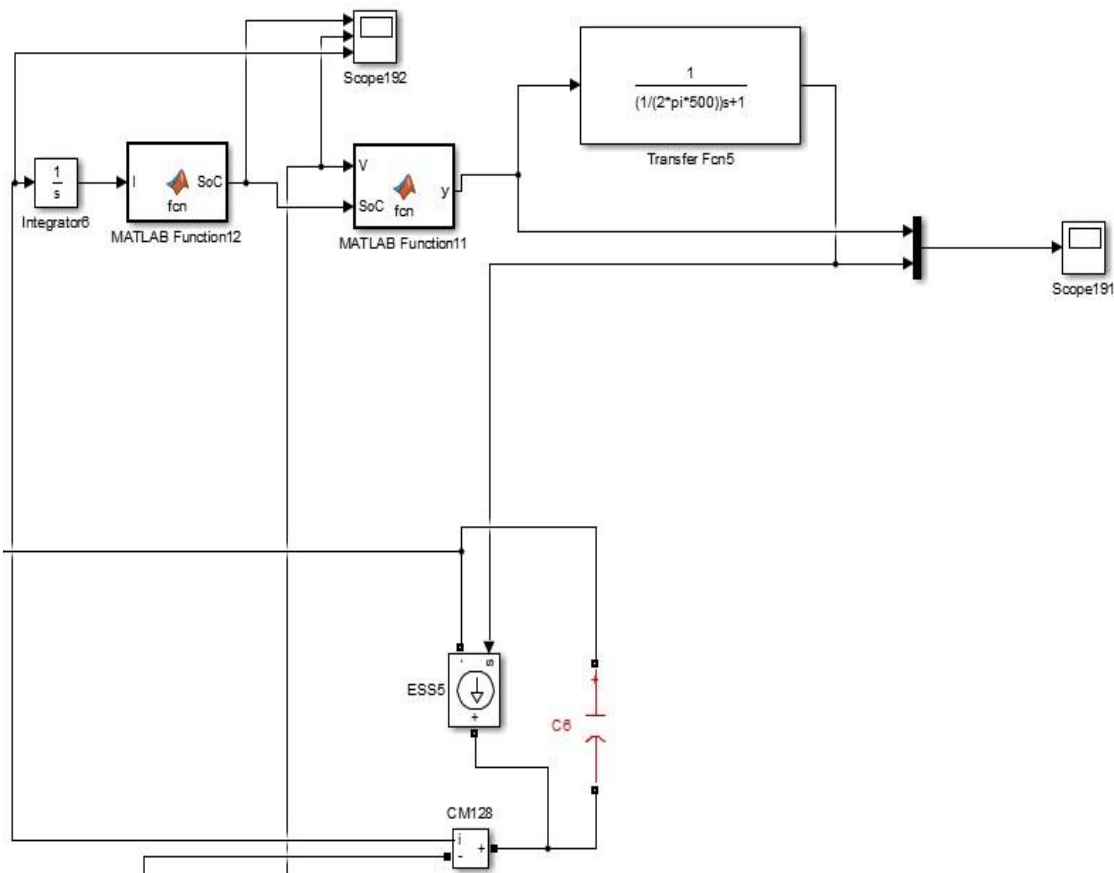 Scope192
1
(1/(2*pi*500))s+1
Transfer Fcn5
1
s
Integrator6
I
SoC
fcn
MATLAB Function12
V
SoC
y
fcn
MATLAB Function11
Scope191
-
s
ESS5
+
+
C6
CM128
i
+
-